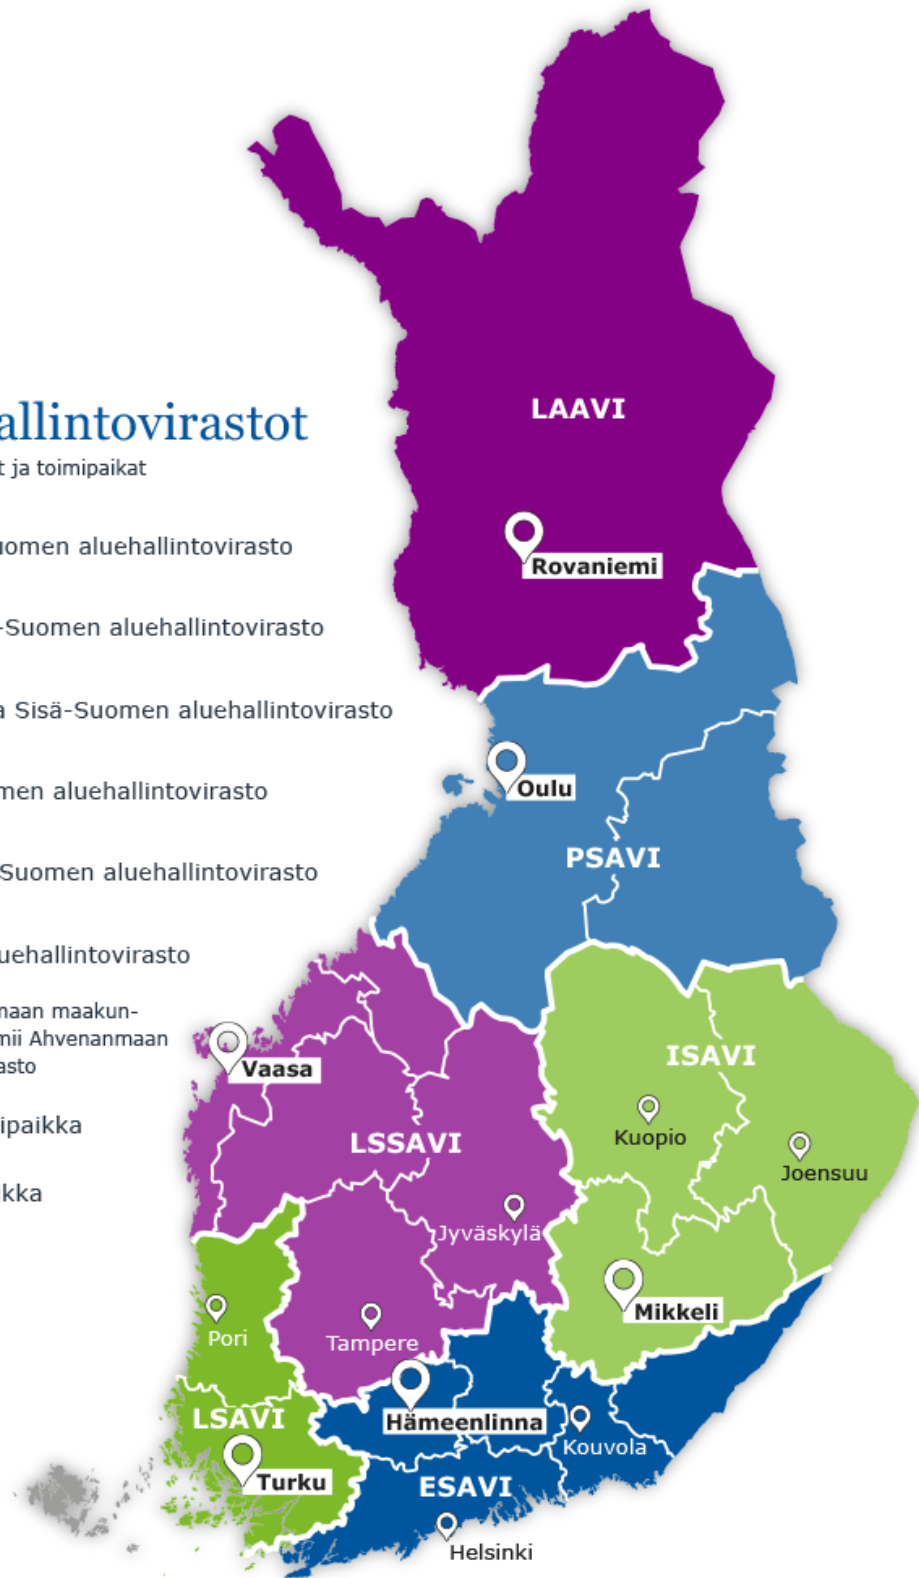 allintovirastot
t ja toimipaikat
uomen aluehallintovirasto
-Suomen aluehallintovirasto
a Sisä-Suomen aluehallintovirasto
men aluehallintovirasto
Suomen aluehallintovirasto
luehallintovirasto
naan maakun-
mii Ahvenanmaan
asto
ipaikka
ikka
LAAVI
Rovaniemi
Oulu
PSAVI
Vaasa
ISAVI
Kuopio
LSSAVI
Joensuu
Jyväskylä
Mikkeli
Pori
Tampere
LSAVI
Hämeenlinna
Kouvola
Turku
ESAVI
Helsinki